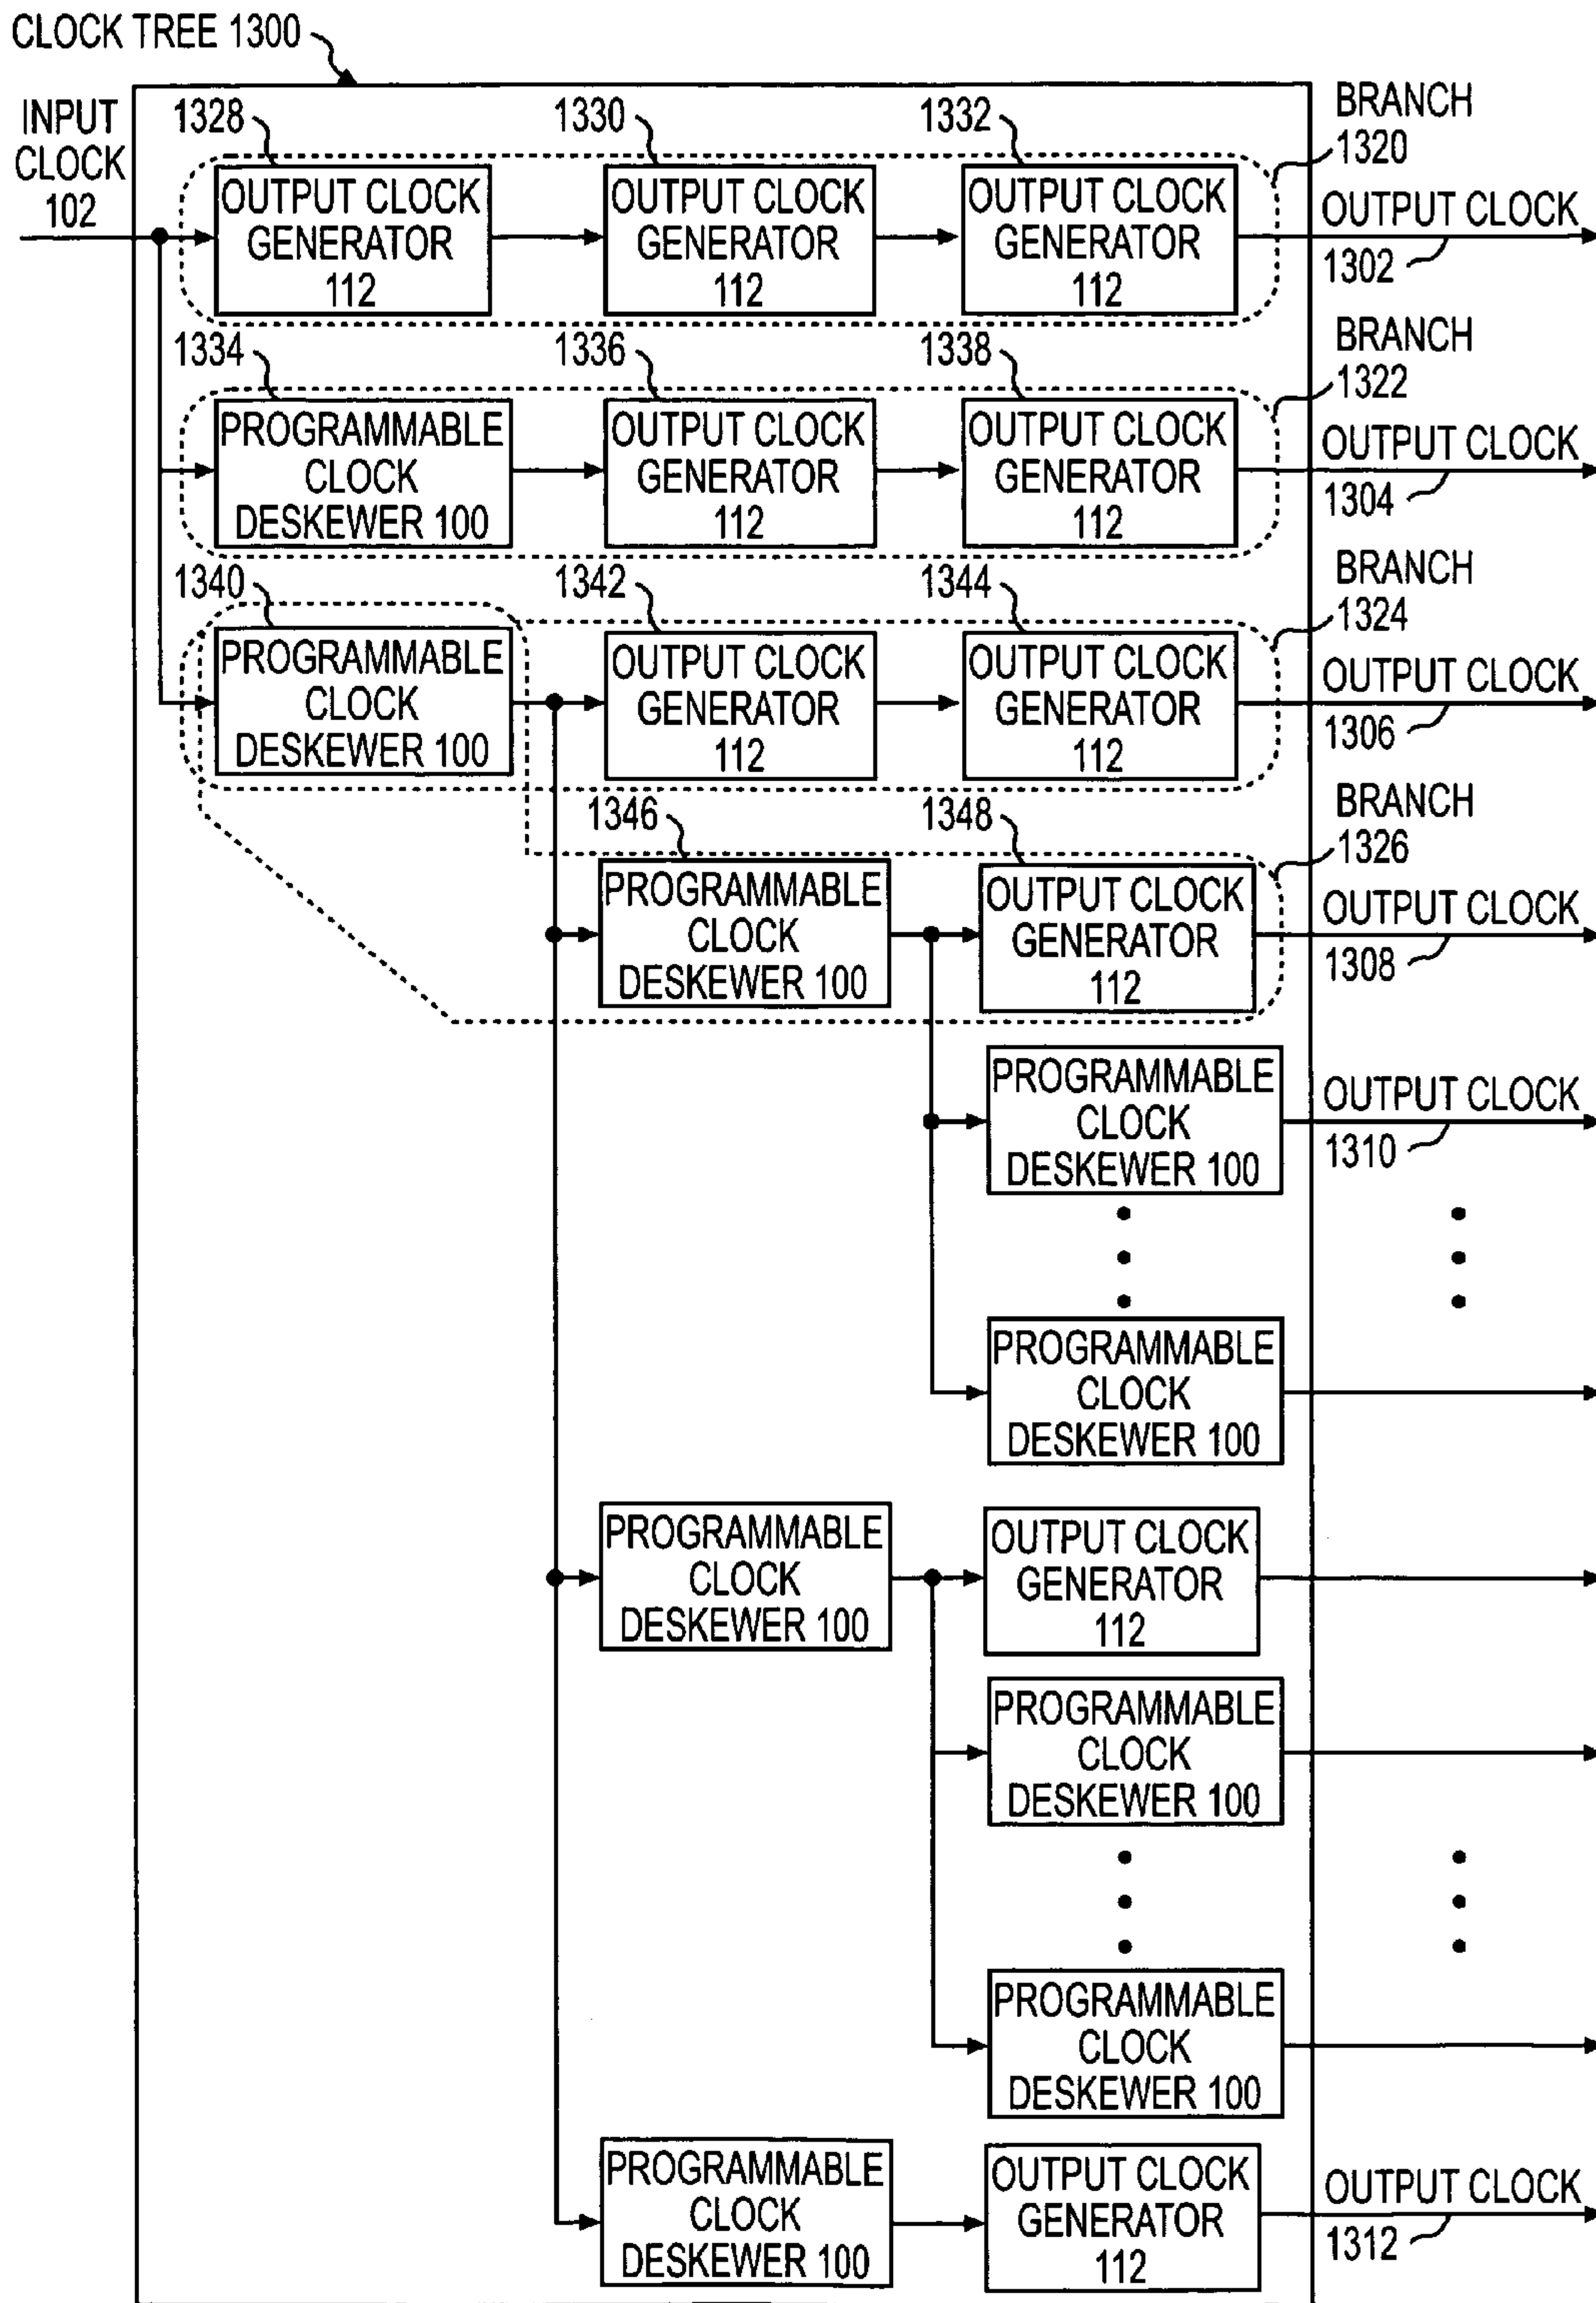 CLOCK TREE 1300
INPUT
CLOCK
102
1328
1330
1332
BRANCH
1320
OUTPUT CLOCK
GENERATOR
112
OUTPUT CLOCK
GENERATOR
112
OUTPUT CLOCK
GENERATOR
112
OUTPUT CLOCK
1302
1334
1336
1338
BRANCH
1322
PROGRAMMABLE
CLOCK
DESKEWER 100
OUTPUT CLOCK
GENERATOR
112
OUTPUT CLOCK
GENERATOR
112
OUTPUT CLOCK
1304
1340
1342
1344
BRANCH
1324
PROGRAMMABLE
CLOCK
DESKEWER 100
OUTPUT CLOCK
GENERATOR
112
OUTPUT CLOCK
GENERATOR
112
OUTPUT CLOCK
1306
1346
1348
BRANCH
1326
PROGRAMMABLE
CLOCK
DESKEWER 100
OUTPUT CLOCK
GENERATOR
112
OUTPUT CLOCK
1308
PROGRAMMABLE
CLOCK
DESKEWER 100
OUTPUT CLOCK
1310
PROGRAMMABLE
CLOCK
DESKEWER 100
PROGRAMMABLE
CLOCK
DESKEWER 100
OUTPUT CLOCK
GENERATOR
112
PROGRAMMABLE
CLOCK
DESKEWER 100
PROGRAMMABLE
CLOCK
DESKEWER 100
PROGRAMMABLE
CLOCK
DESKEWER 100
OUTPUT CLOCK
GENERATOR
112
OUTPUT CLOCK
1312